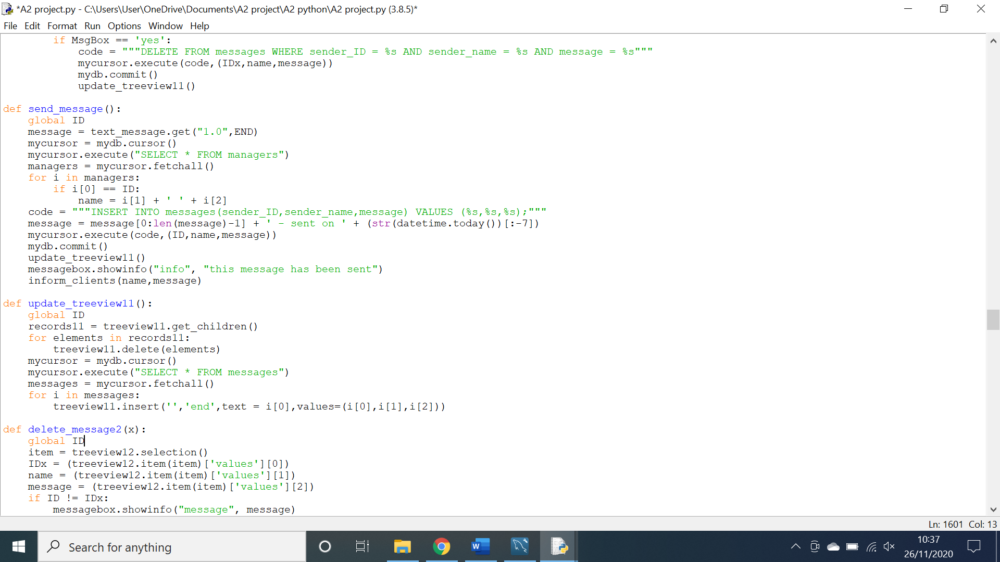 *A2 project.py - C:\Users\User\OneDrive\Documents\A2 project\A2 python\A2 project.py (3.8.5)*
File Edit Format Run Options Window Help
        if MsgBox == 'yes':
            code = """DELETE FROM messages WHERE sender_ID = %s AND sender_name = %s AND message = %s"""
            mycursor.execute(code,(IDx,name,message))
            mydb.commit()
            update_treeview11()

def send_message():
    global ID
    message = text_message.get("1.0",END)
    mycursor = mydb.cursor()
    mycursor.execute("SELECT * FROM managers")
    managers = mycursor.fetchall()
    for i in managers:
        if i[0] == ID:
            name = i[1] + ' ' + i[2]
    code = """INSERT INTO messages(sender_ID,sender_name,message) VALUES (%s,%s,%s);"""
    message = message[0:len(message)-1] + ' - sent on ' + (str(datetime.today())[:-7])
    mycursor.execute(code,(ID,name,message))
    mydb.commit()
    update_treeview11()
    messagebox.showinfo("info", "this message has been sent")
    inform_clients(name,message)

def update_treeview11():
    global ID
    records11 = treeview11.get_children()
    for elements in records11:
        treeview11.delete(elements)
    mycursor = mydb.cursor()
    mycursor.execute("SELECT * FROM messages")
    messages = mycursor.fetchall()
    for i in messages:
        treeview11.insert('','end',text = i[0],values=(i[0],i[1],i[2]))

def delete_message2(x):
    global ID
    item = treeview12.selection()
    IDx = (treeview12.item(item)['values'][0])
    name = (treeview12.item(item)['values'][1])
    message = (treeview12.item(item)['values'][2])
    if ID != IDx:
        messagebox.showinfo("message", message)
Ln: 1601 Col: 13
Search for anything
W
10:37
26/11/2020